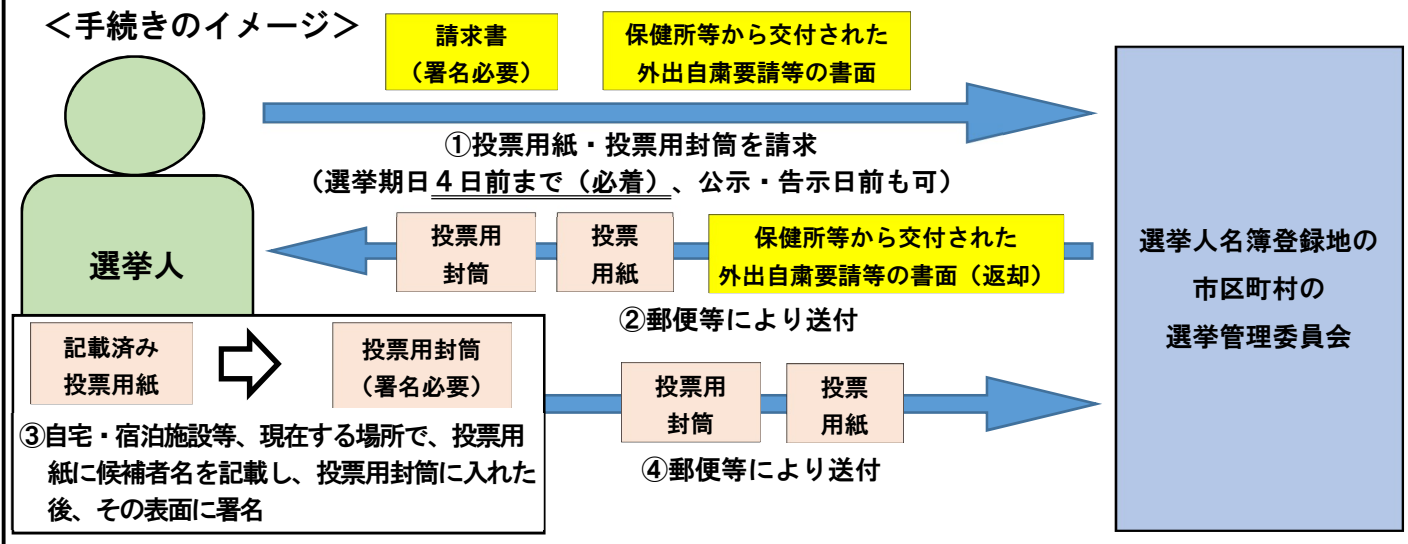 ＜手続きのイメージ＞
請求書
（署名必要）
保健所等から交付された
外出自粛要請等の書面
①投票用紙・投票用封筒を請求
（選挙期日４日前まで（必着）、公示・告示日前も可）
選挙人
投票用
封筒
投票
用紙
保健所等から交付された
外出自粛要請等の書面（返却）
②郵便等により送付
選挙人名簿登録地の
市区町村の
選挙管理委員会
記載済み
投票用紙
投票用封筒
（署名必要）
③自宅・宿泊施設等、現在する場所で、投票用
紙に候補者名を記載し、投票用封筒に入れた
後、その表面に署名
投票用
封筒
投票
用紙
④郵便等により送付